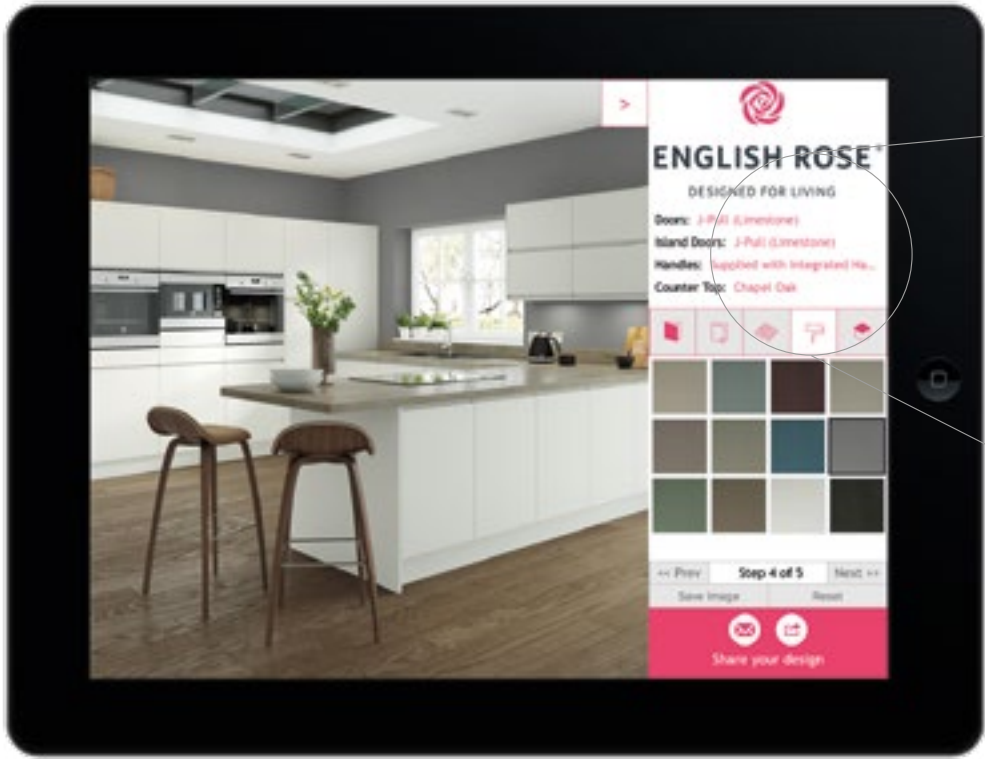 >
ENGLISH ROSE®
DESIGNED FOR LIVING
Doors: J-Pull (Limestone)
Island Doors: J-Pull (Limestone)
Handles: Supplied with Integrated Ha...
Counter Top: Chapel Oak
<< Prev Step 4 of 5 Next >>
Save Image Reset
Share your design